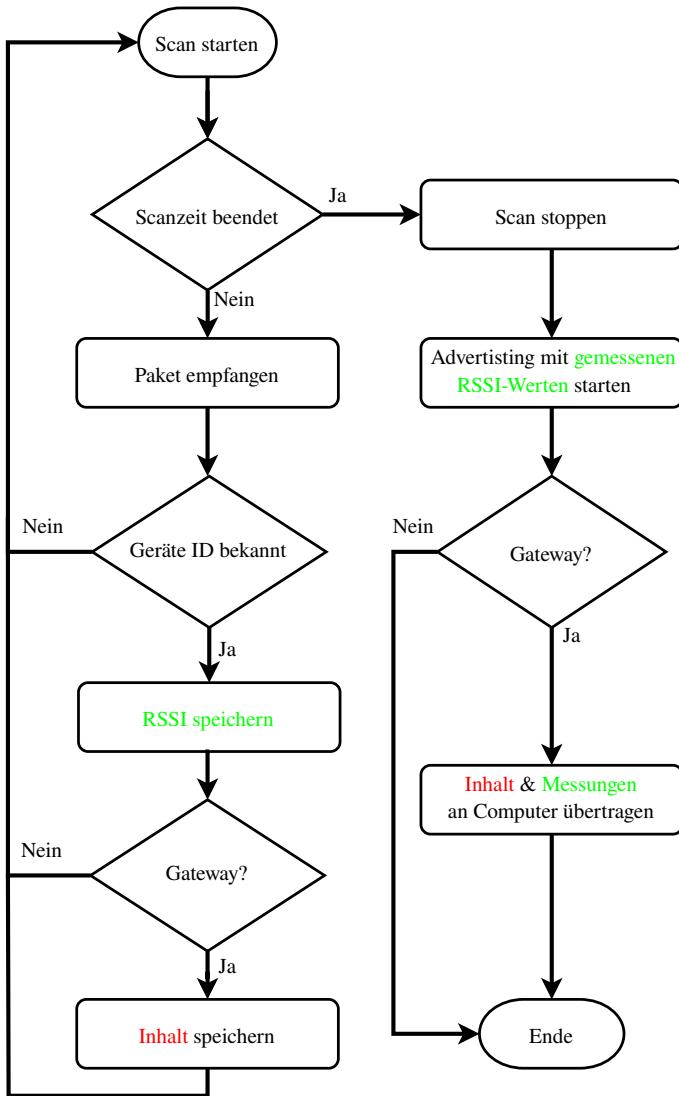 Scan starten
Scanzeit beendet
Ja
Scan stoppen
Nein
Paket empfangen
Advertisting mit gemessenen
RSSI-Werten starten
Nein
Geräte ID bekannt
Nein
Gateway?
Ja
Ja
RSSI speichern
Inhalt & Messungen
an Computer übertragen
Nein
Gateway?
Ja
Inhalt speichern
Ende